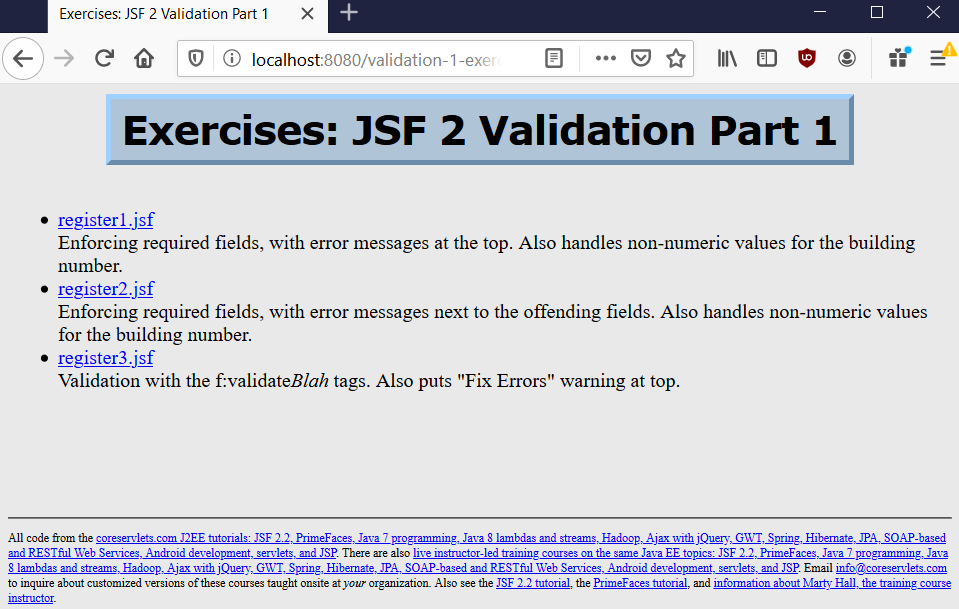 Exercises: JSF 2 Validation Part 1
localhost:8080/validation-1-exer
Exercises: JSF 2 Validation Part 1
• register1.jsf
Enforcing required fields, with error messages at the top. Also handles non-numeric values for the building
number.
• register2.jsf
Enforcing required fields, with error messages next to the offending fields. Also handles non-numeric values
for the building number.
• register3.jsf
Validation with the f:validateBlah tags. Also puts "Fix Errors" warning at top.
All code from the coreservlets.com J2EE tutorials: JSF 2.2, PrimeFaces, Java 7 programming, Java 8 lambdas and streams, Hadoop, Ajax with jQuery, GWT, Spring, Hibernate, JPA, SOAP-based
and RESTful Web Services, Android development, servlets, and JSP. There are also live instructor-led training courses on the same Java EE topics: JSF 2.2, PrimeFaces, Java 7 programming, Java
8 lambdas and streams, Hadoop, Ajax with jQuery, GWT, Spring, Hibernate, JPA, SOAP-based and RESTful Web Services, Android development, servlets, and JSP. Email info@coreservlets.com
to inquire about customized versions of these courses taught onsite at your organization. Also see the JSF 2.2 tutorial, the PrimeFaces tutorial, and information about Marty Hall, the training course
instructor.